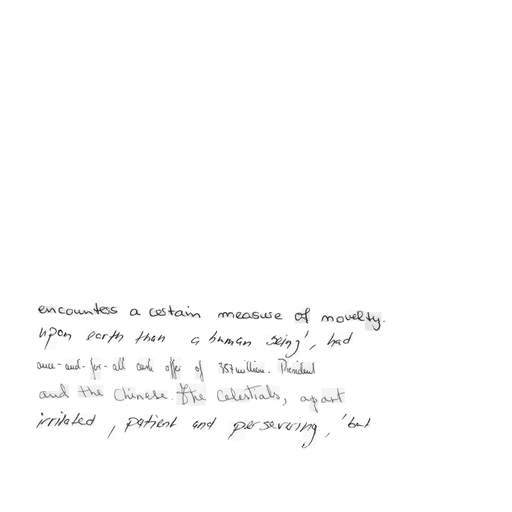 encounters a certain measure of novelty.
upon earth than a human being', had
once-and-for-all cash offer of 357 million. President
and the Chinese. The Celestials, apart
irritated, patient and persevering, 'but